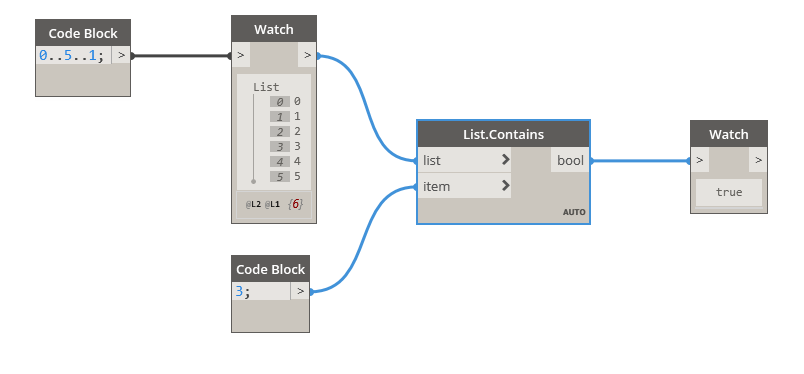 Code Block
0..5..1; >
Watch
> >
List
0 0
1 1
2 2
3 3
4 4
5 5
@L2 @L1 {6}
Code Block
3; >
List.Contains
list > bool
item >
AUTO
Watch
> >
true